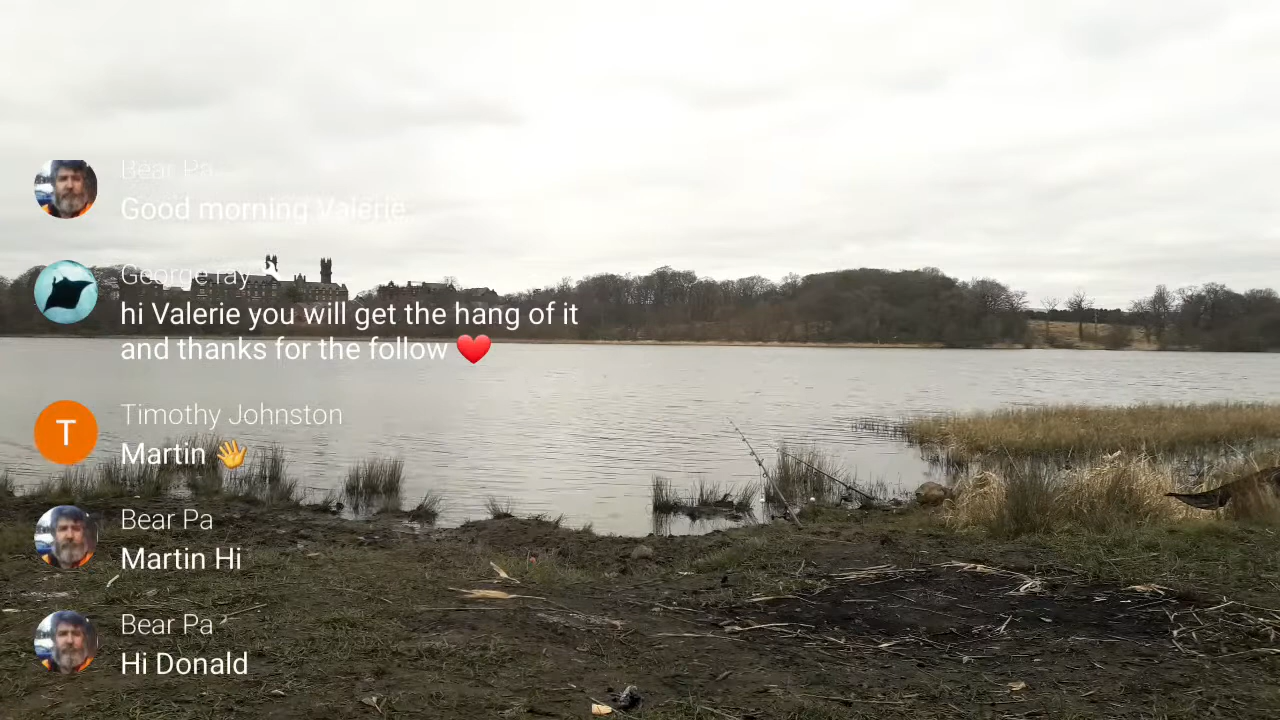 Bear Pa
Good morning Valerie
George ray
hi Valerie you will get the hang of it
and thanks for the follow ❤️
T
Timothy Johnston
Martin 👋
Bear Pa
Martin Hi
Bear Pa
Hi Donald